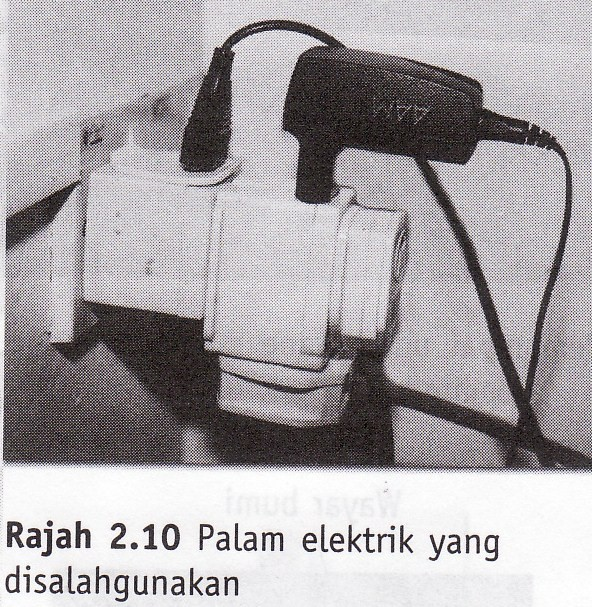 Rajah 2.10 Palam elektrik yang
disalahgunakan
Wayar bumi